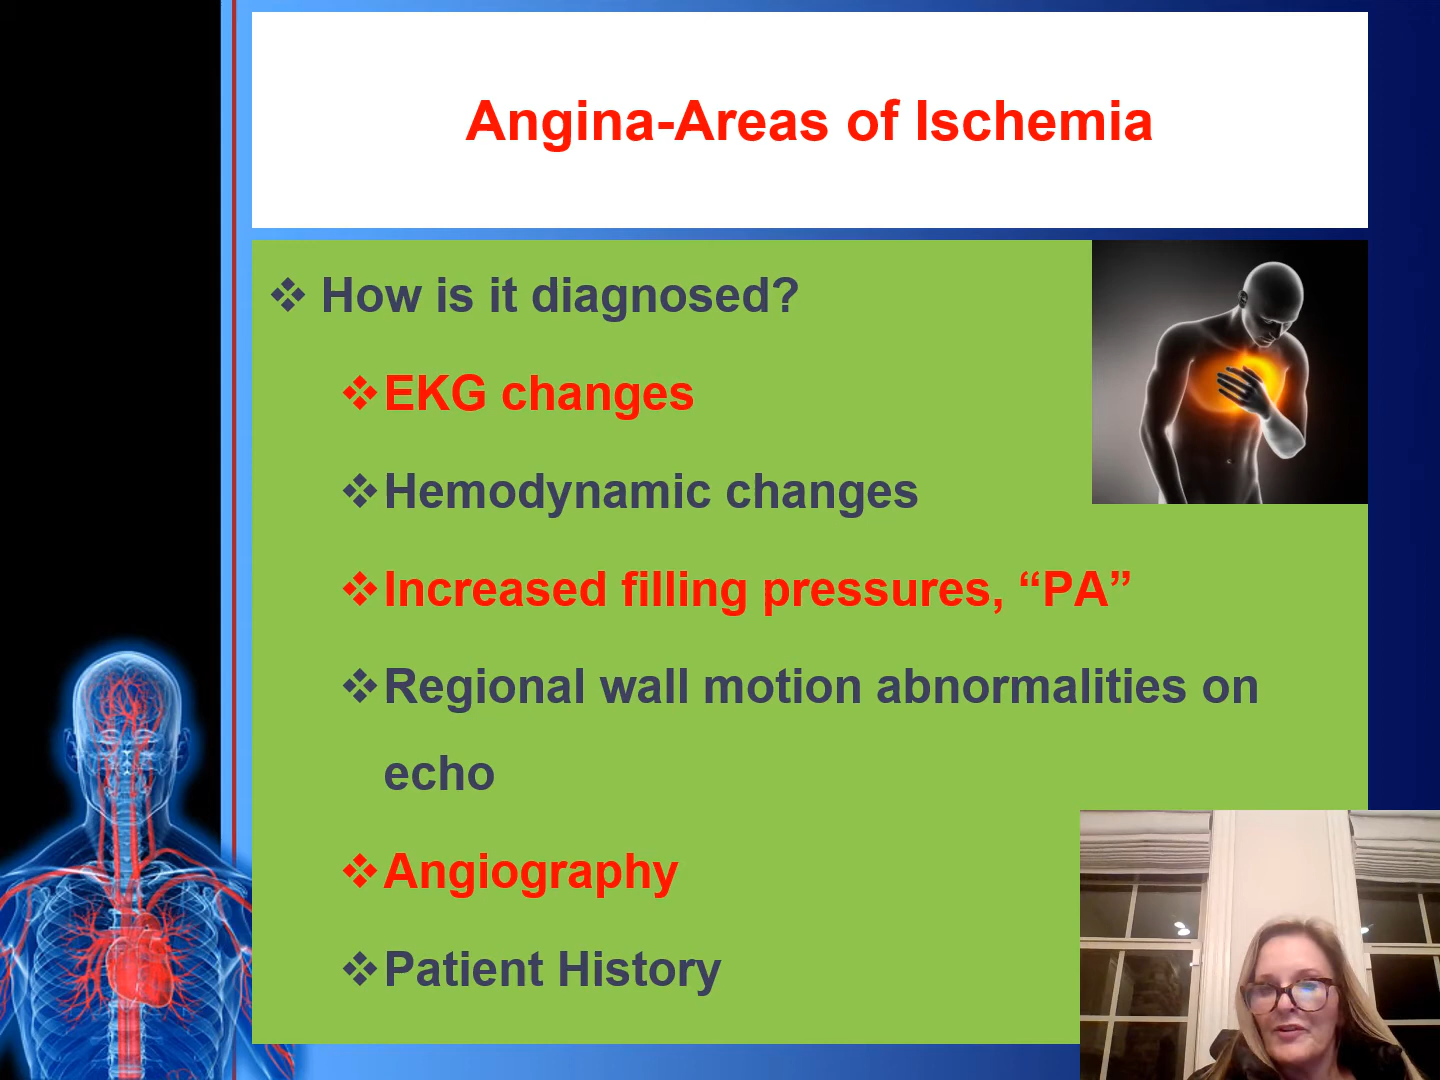 Angina-Areas of Ischemia
❖ How is it diagnosed?
❖EKG changes
❖Hemodynamic changes
❖Increased filling pressures, “PA”
❖Regional wall motion abnormalities on
echo
❖Angiography
❖Patient History